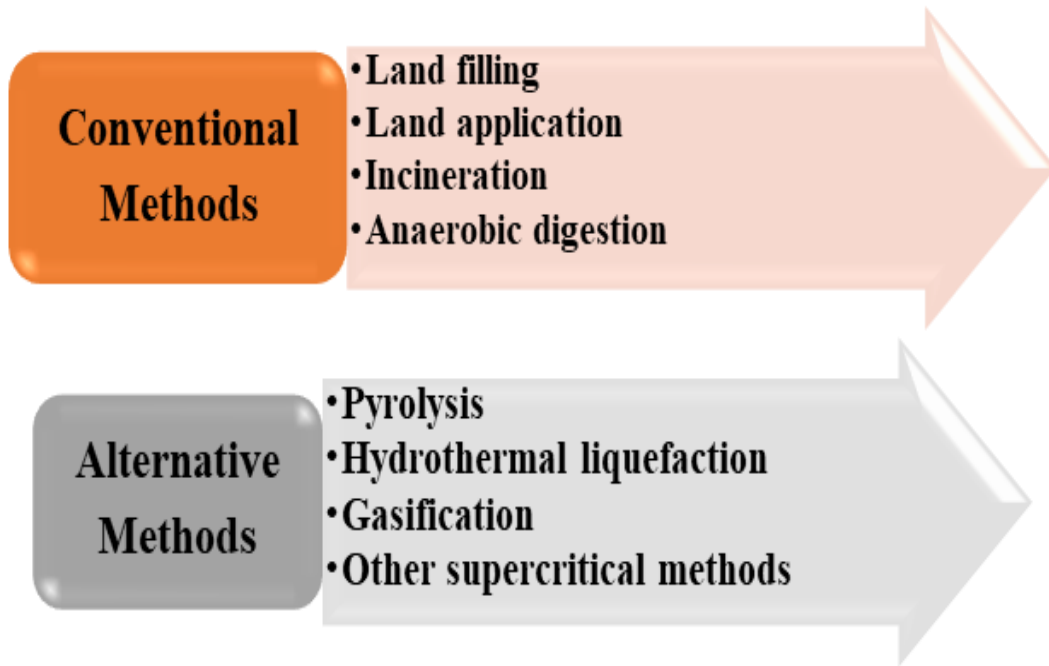 Conventional
Methods
•Land filling
•Land application
•Incineration
•Anaerobic digestion
Alternative
Methods
•Pyrolysis
•Hydrothermal liquefaction
•Gasification
•Other supercritical methods